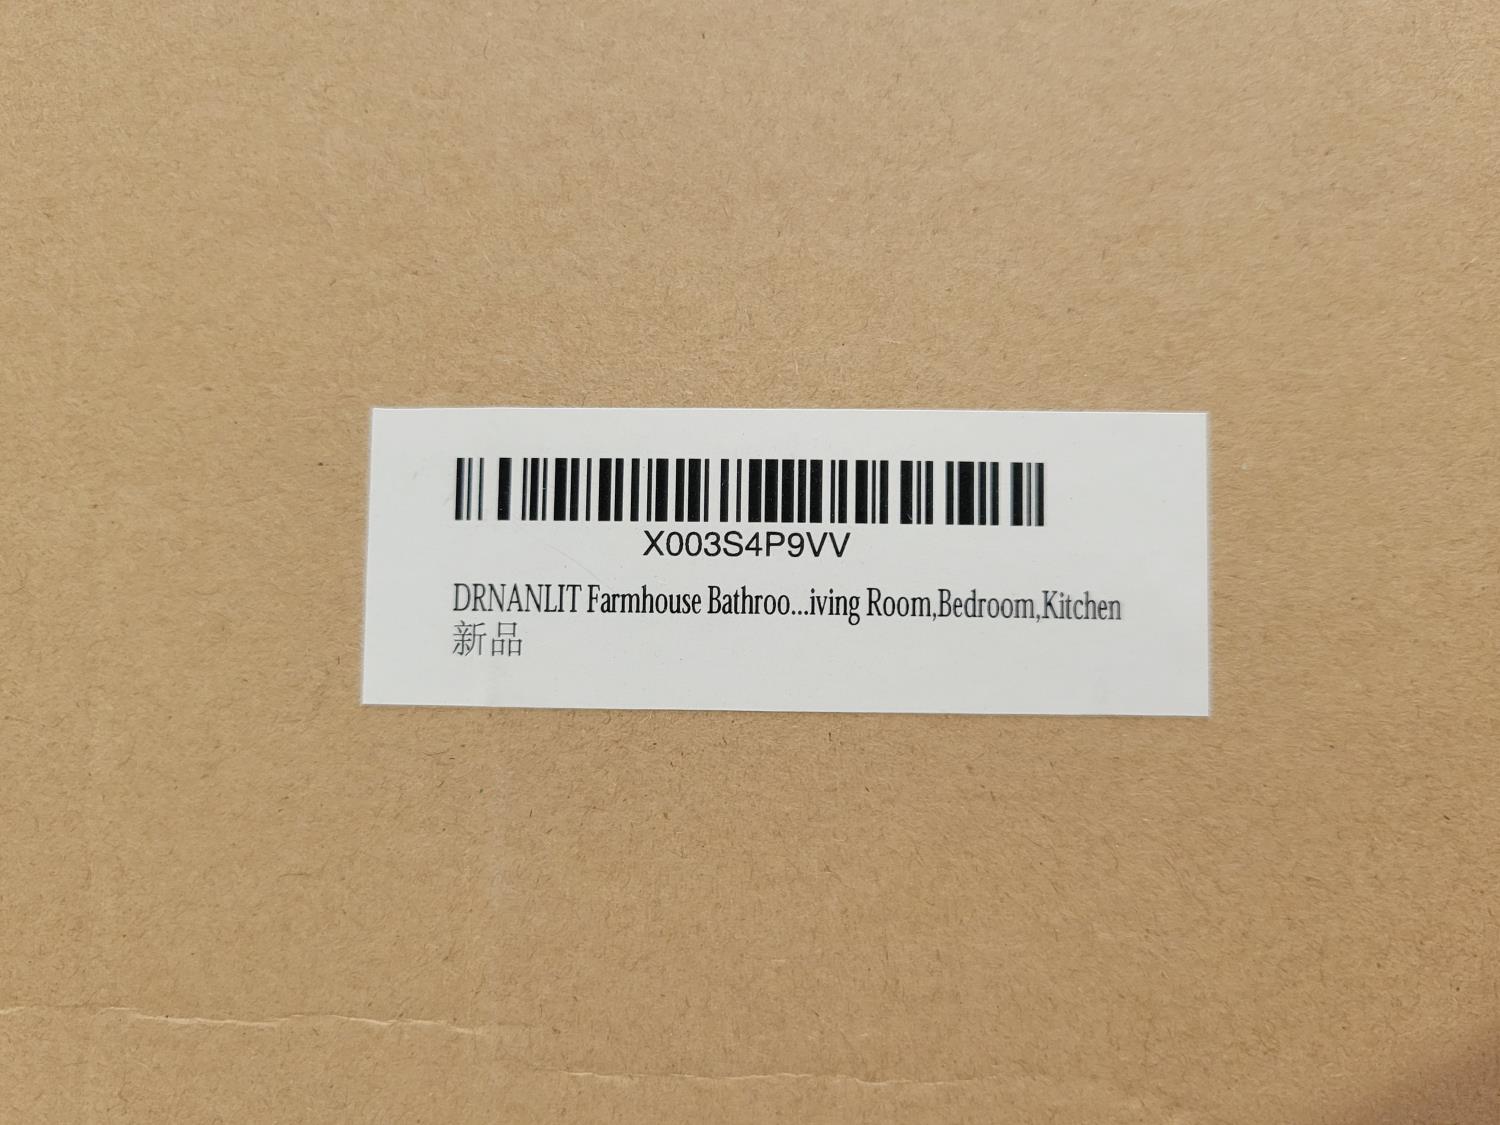 X003S4P9VV
DRNANLIT Farmhouse Bathroo...iving Room,Bedroom,Kitchen
新品